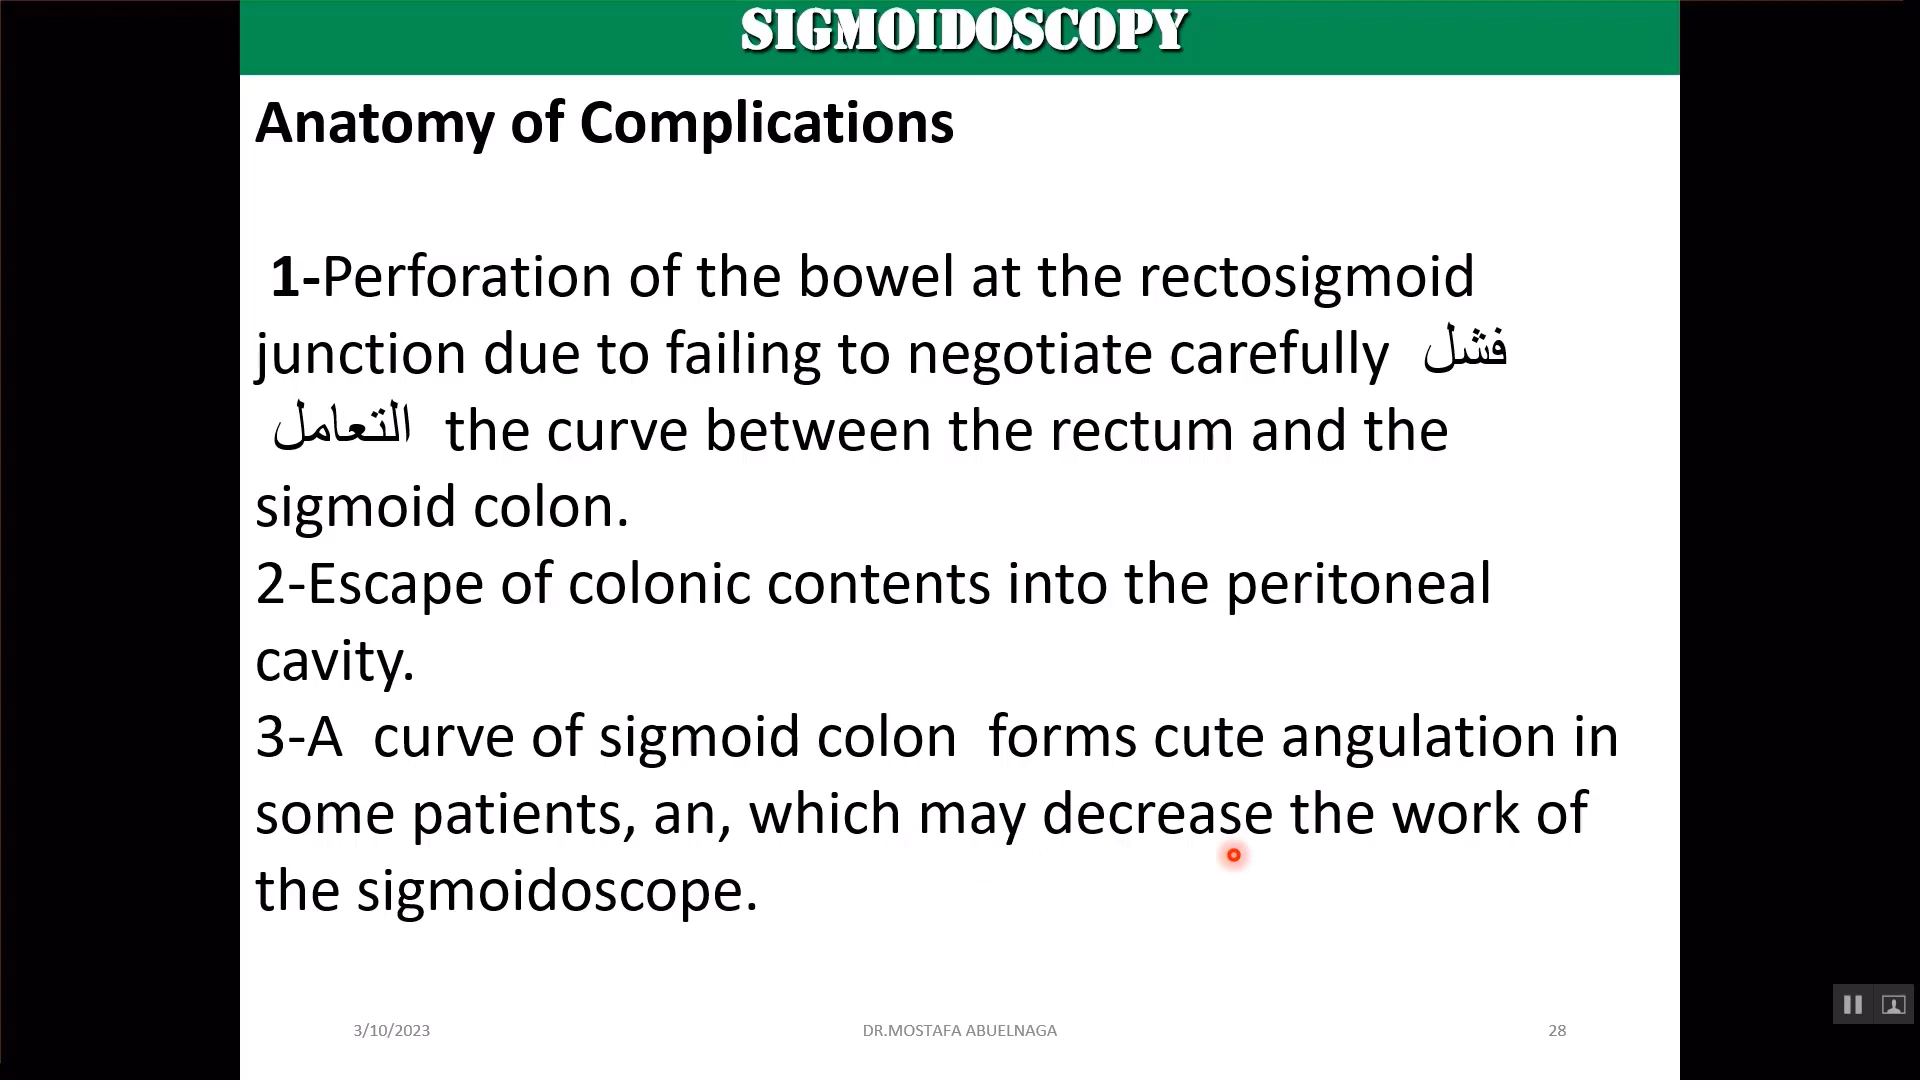 SIGMOIDOSCOPY
Anatomy of Complications
1-Perforation of the bowel at the rectosigmoid
junction due to failing to negotiate carefully فشل
التعامل the curve between the rectum and the
sigmoid colon.
2-Escape of colonic contents into the peritoneal
cavity.
3-A curve of sigmoid colon forms cute angulation in
some patients, an, which may decrease the work of
the sigmoidoscope.
3/10/2023
DR.MOSTAFA ABUELNAGA
28